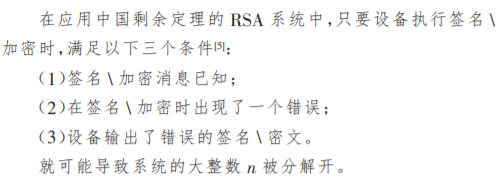 在应用中国剩余定理的 RSA 系统中,只要设备执行签名\
加密时,满足以下三个条件[5]:
(1)签名\加密消息已知;
(2)在签名\加密时出现了一个错误;
(3)设备输出了错误的签名\密文。
就可能导致系统的大整数 n 被分解开。